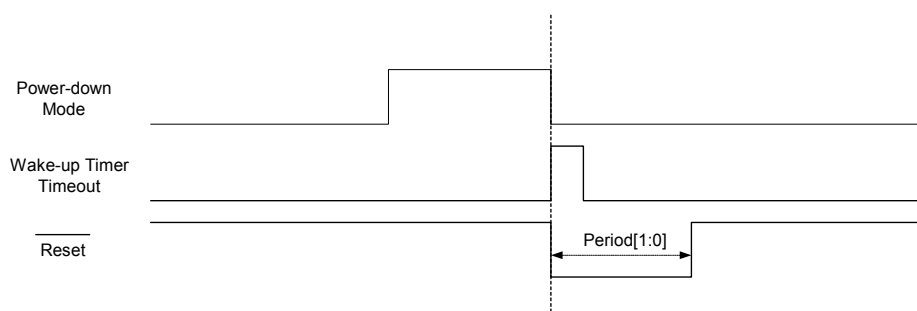 Power-down
Mode
Wake-up Timer
Timeout
Reset
Period[1:0]